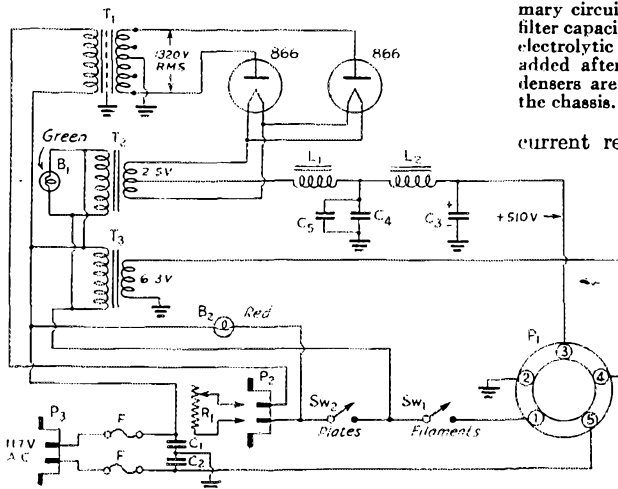 mary circui
filter capaci
electrolytic
added after
densers are
the chassis.
current re
T1
1320 V
RMS
866
866
Green
B1
T2
2.5V
L1
L2
C5
C4
C3
+
-
+510V
T3
6.3V
B2
Red
P1
3
2
4
1
5
P3
117V
A.C.
F
F
R1
C1
C2
P2
Sw2
Plates
Sw1
Filaments